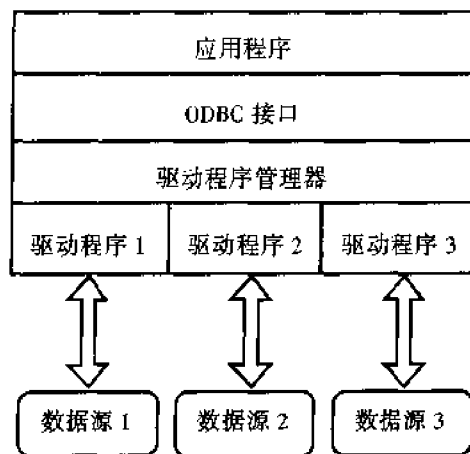 应用程序
ODBC 接口
驱动程序管理器
驱动程序 1 驱动程序 2 驱动程序 3
数据源 1 数据源 2 数据源 3